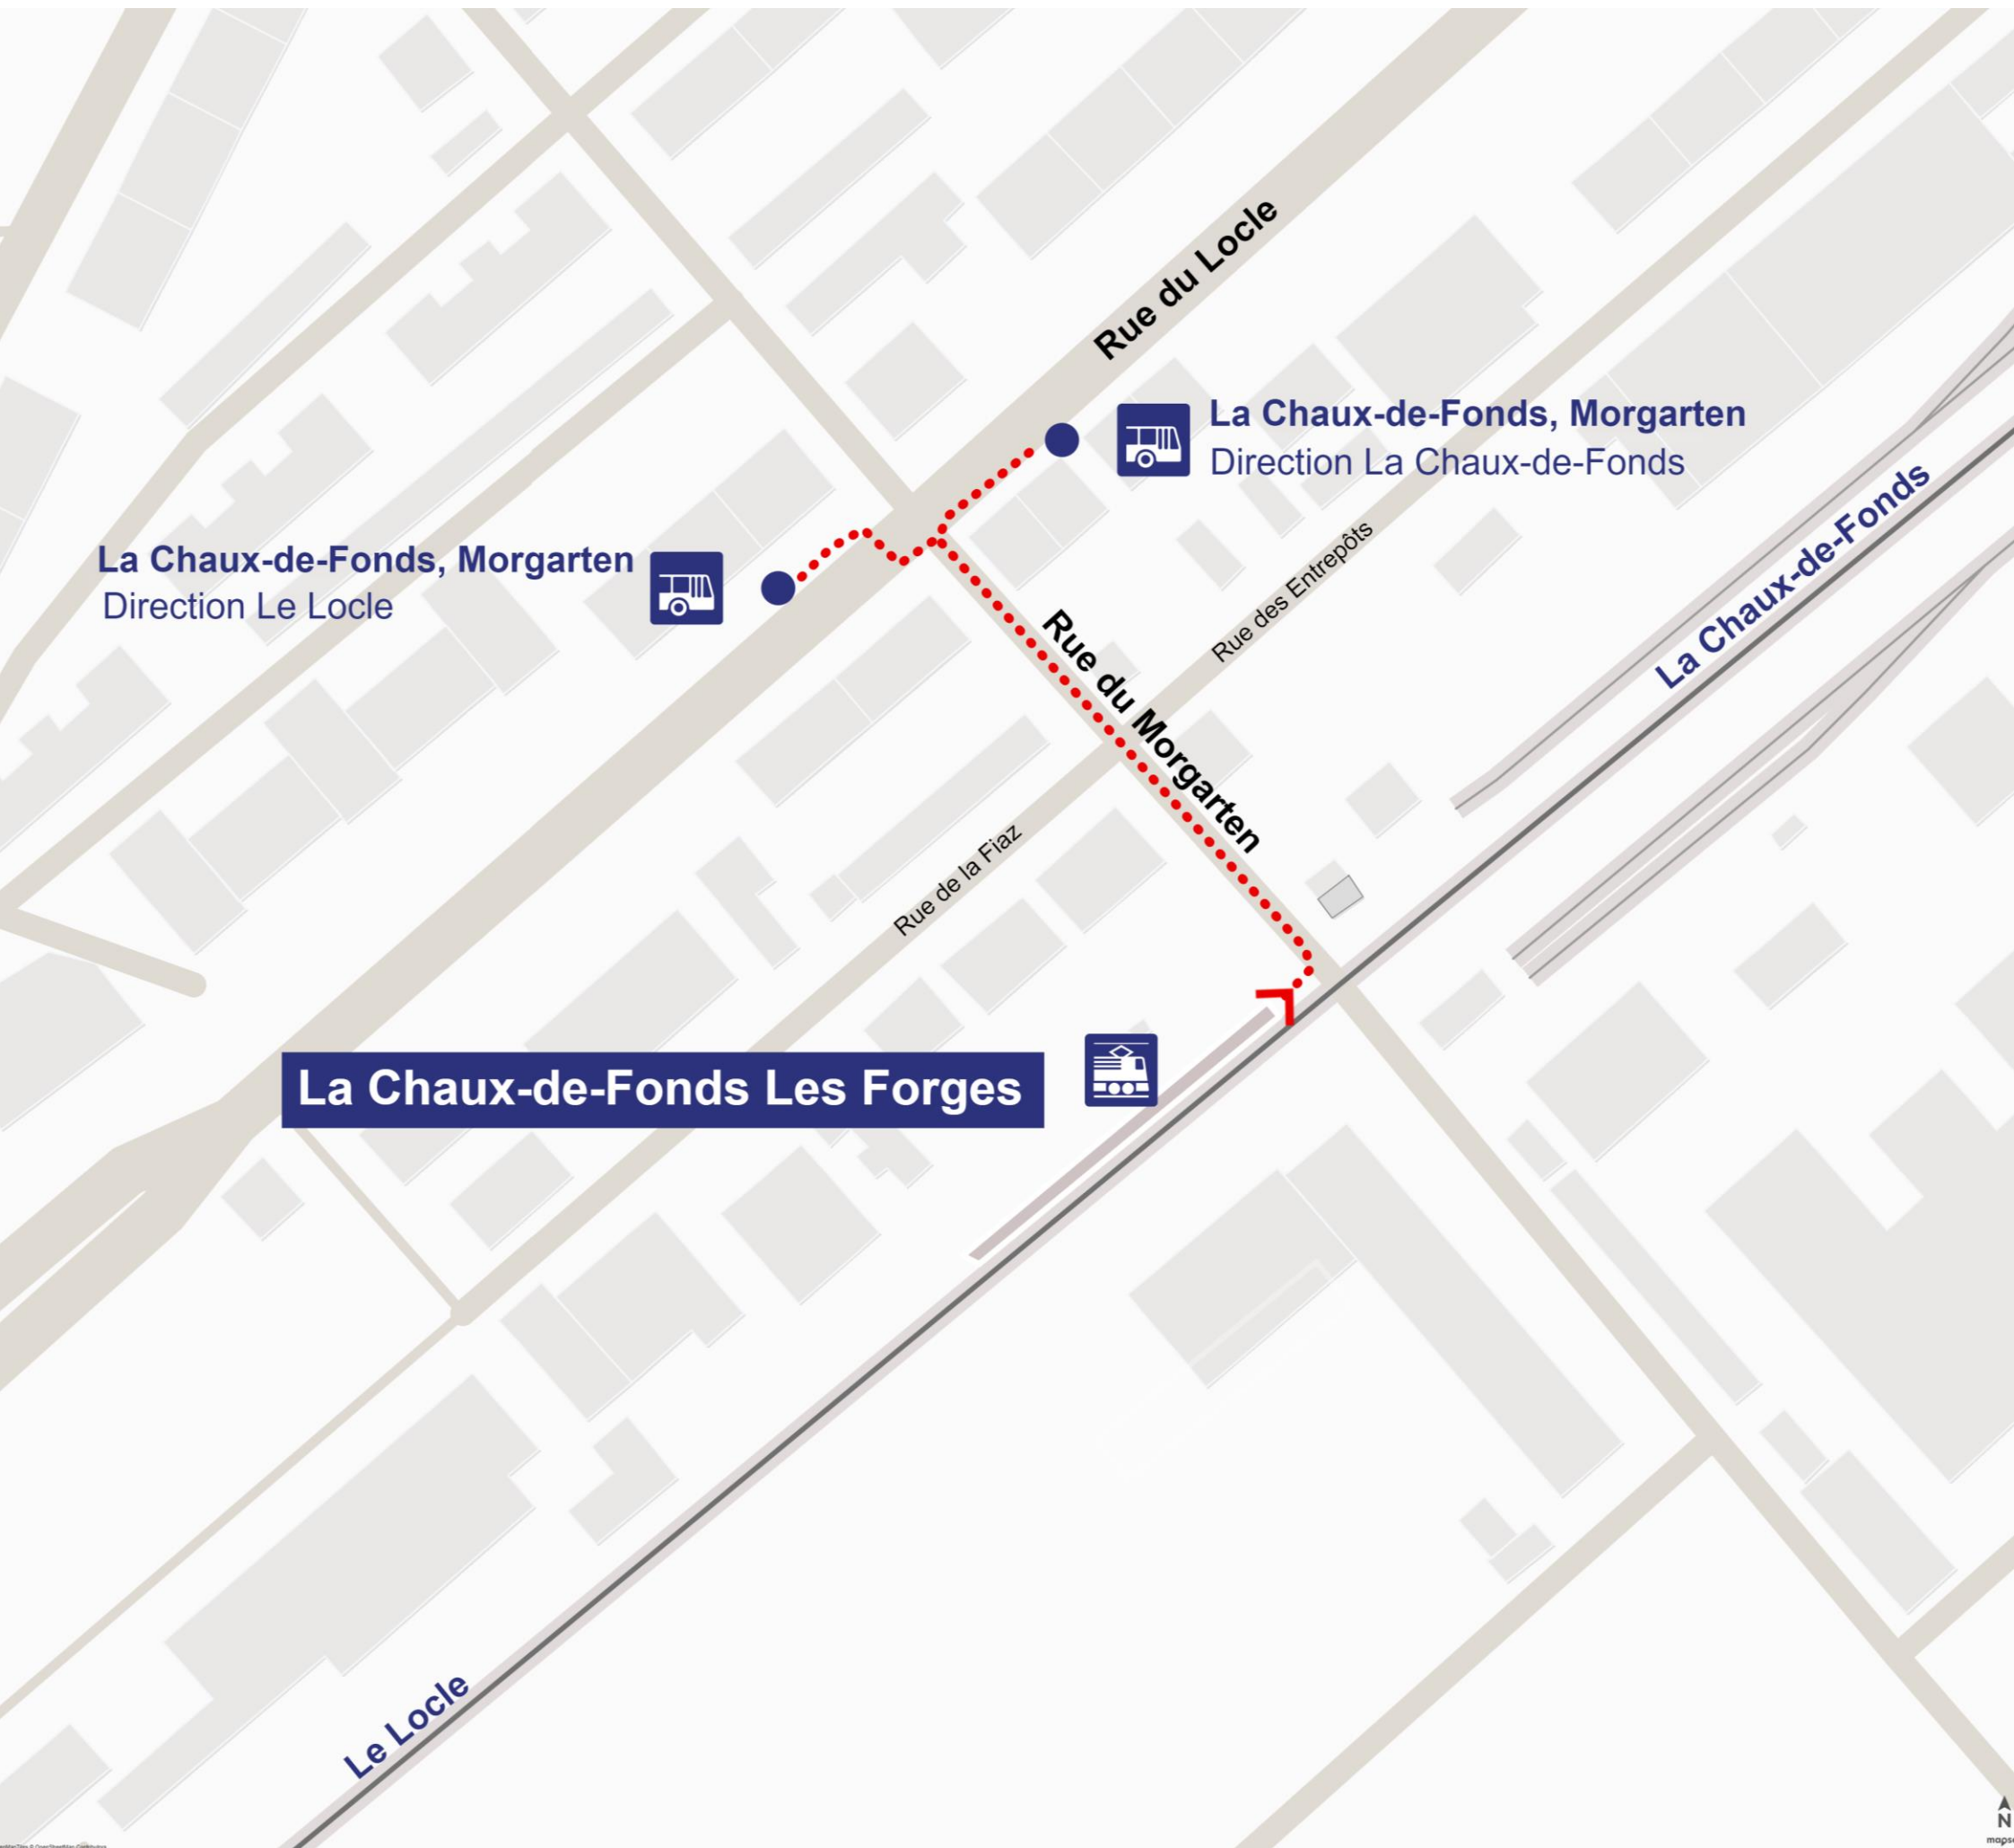 Rue du Locle
La Chaux-de-Fonds, Morgarten
Direction La Chaux-de-Fonds
La Chaux-de-Fonds
La Chaux-de-Fonds, Morgarten
Direction Le Locle
Rue des Entrepôts
Rue du Morgarten
Rue de la Fiaz
La Chaux-de-Fonds Les Forges
Le Locle
N